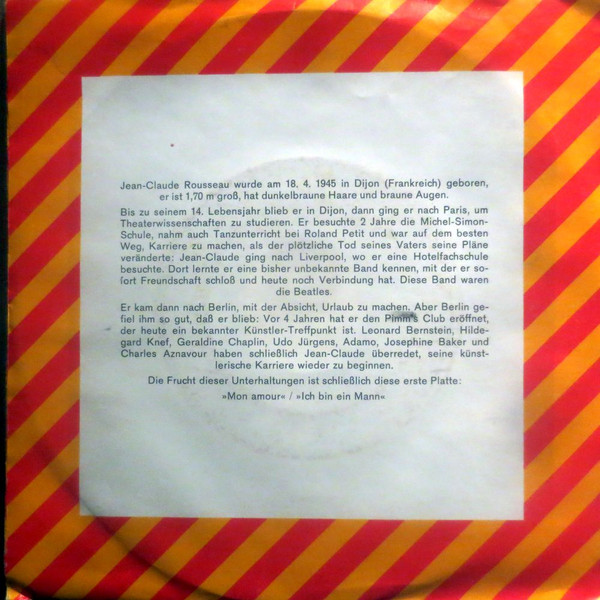 Jean-Claude Rousseau wurde am 18. 4. 1945 in Dijon (Frankreich) geboren,
er ist 1,70 m groß, hat dunkelbraune Haare und braune Augen.
Bis zu seinem 14. Lebensjahr blieb er in Dijon, dann ging er nach Paris, um
Theaterwissenschaften zu studieren. Er besuchte 2 Jahre die Michel-Simon-
Schule, nahm auch Tanzunterricht bei Roland Petit und war auf dem besten
Weg, Karriere zu machen, als der plötzliche Tod seines Vaters seine Pläne
veränderte: Jean-Claude ging nach Liverpool, wo er eine Hotelfachschule
besuchte. Dort lernte er eine bisher unbekannte Band kennen, mit der er so-
fort Freundschaft schloß und heute noch Verbindung hat. Diese Band waren
die Beatles.
Er kam dann nach Berlin, mit der Absicht, Urlaub zu machen. Aber Berlin ge-
fiel ihm so gut, daß er blieb: Vor 4 Jahren hat er den Pimm's Club eröffnet,
der heute ein bekannter Künstler-Treffpunkt ist. Leonard Bernstein, Hilde-
gard Knef, Geraldine Chaplin, Udo Jürgens, Adamo, Josephine Baker und
Charles Aznavour haben schließlich Jean-Claude überredet, seine künst-
lerische Karriere wieder zu beginnen.
Die Frucht dieser Unterhaltungen ist schließlich diese erste Platte:
»Mon amour« / »Ich bin ein Mann«